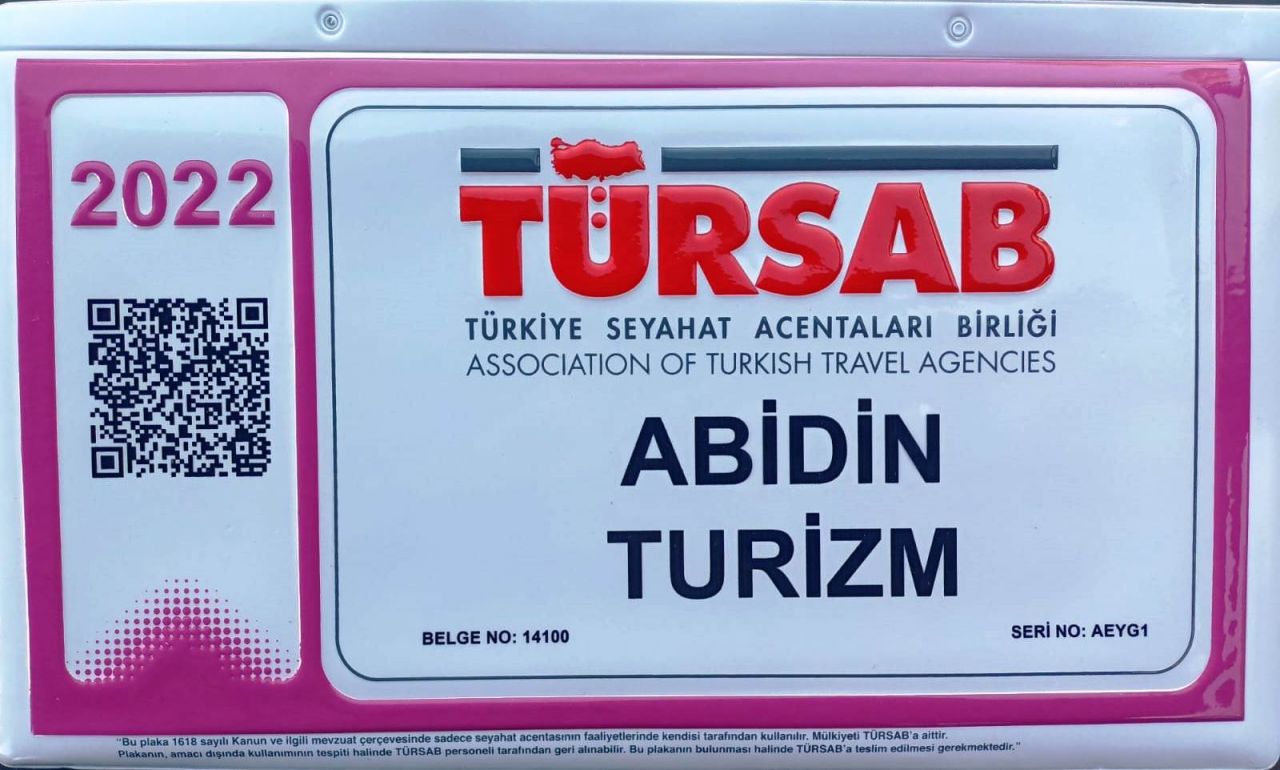 2022
TÜRSAB
TÜRKİYE SEYAHAT ACENTALARI BİRLİĞİ
ASSOCIATION OF TURKISH TRAVEL AGENCIES
ABİDİN
TURİZM
BELGE NO: 14100
SERİ NO: AEYG1
"Bu plaka 1618 sayılı Kanun ve ilgili mevzuat çerçevesinde sadece seyahat acentasının faaliyetlerinde kendisi tarafından kullanılır. Mülkiyeti TÜRSAB'a aittir.
Plakanın, amacı dışında kullanımının tespiti halinde TÜRSAB personeli tarafından geri alınabilir. Bu plakanın bulunması halinde TÜRSAB'a teslim edilmesi gerekmektedir."